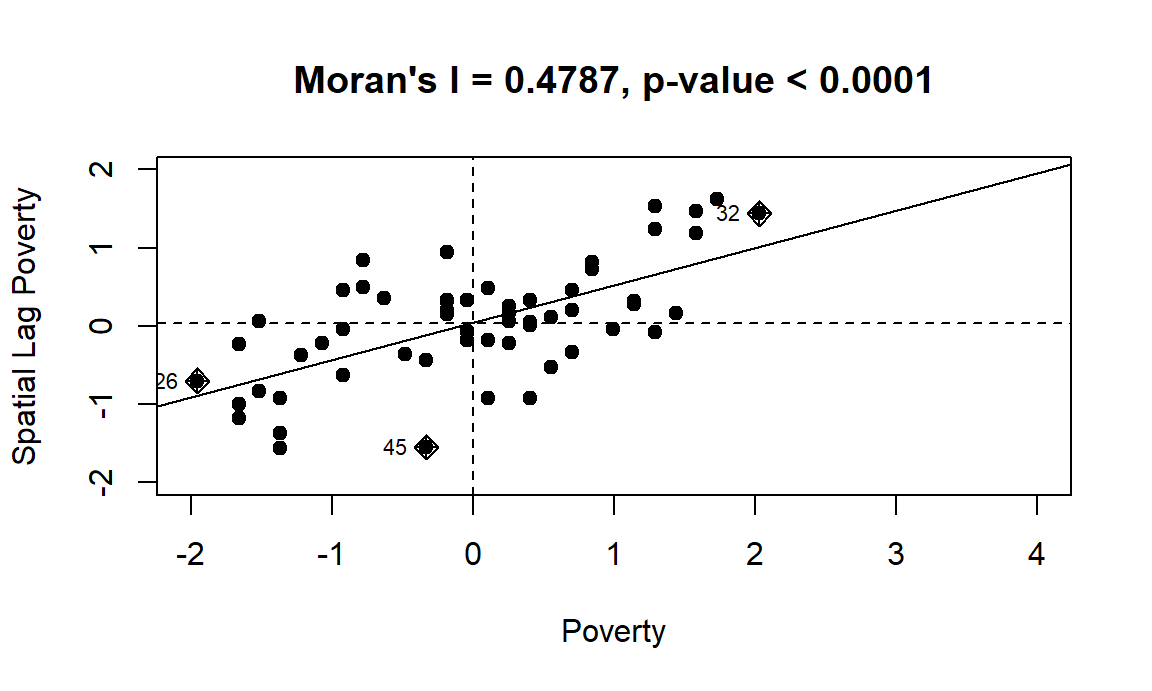 Moran's I = 0.4787, p-value < 0.0001
Spatial Lag Poverty
2
1
0
-1
-2
32
26
45
-2 -1 0 1 2 3 4
Poverty